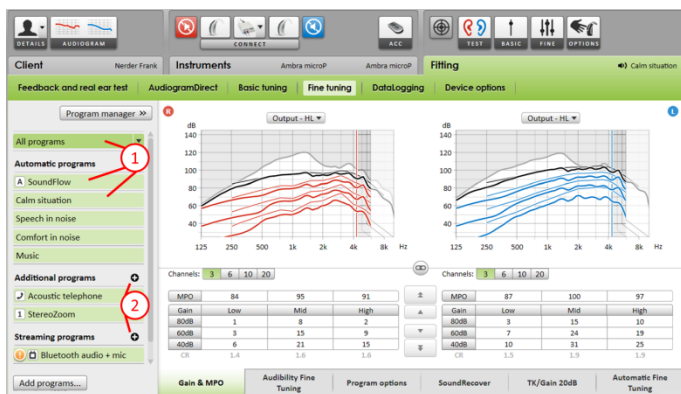 DETAILS AUDIOGRAM CONNECT ACC TEST BASIC FINE OPTIONS
Client Nerder Frank Instruments Ambra microP Ambra microP Fitting Calm situation
Feedback and real ear test AudiogramDirect Basic tuning Fine tuning DataLogging Device options
Program manager >>
R Output - HL Output - HL L
All programs
Automatic programs
A SoundFlow
Calm situation
Speech in noise
Comfort in noise
Music
Additional programs
Acoustic telephone
1 StereoZoom
Streaming programs
Bluetooth audio + mic
Add programs...
1
2
dB
140
120
100
80
60
40
125 250 500 1k 2k 4k 8k Hz
dB
140
120
100
80
60
40
125 250 500 1k 2k 4k 8k Hz
Channels: 3 6 10 20
MPO 84 95 91
Gain Low Mid High
80dB 1 8 2
60dB 3 15 9
40dB 6 21 15
CR 1.4 1.6 1.6
Channels: 3 6 10 20
MPO 87 100 97
Gain Low Mid High
80dB 3 15 10
60dB 7 24 19
40dB 10 31 25
CR 1.5 1.9 1.9
Gain & MPO Audibility Fine Tuning Program options SoundRecover TK/Gain 20dB Automatic Fine Tuning